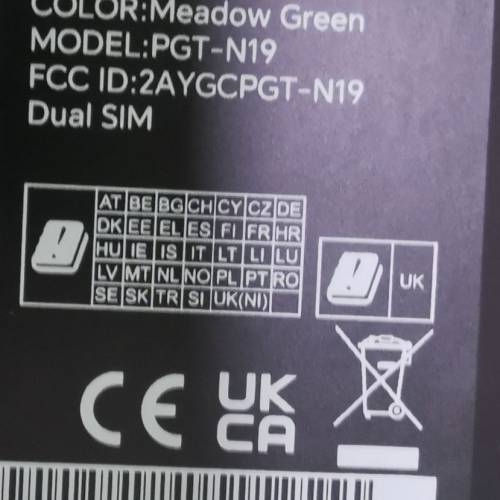 COLOR:Meadow Green
MODEL:PGT-N19
FCC ID:2AYGCPGT-N19
Dual SIM
AT BE BG CH CY CZ DE
DK EE EL ES FI FR HR
HU IE IS IT LT LI LU
LV MT NL NO PL PT RO
SE SK TR SI UK(NI)
UK
CE UK
CA